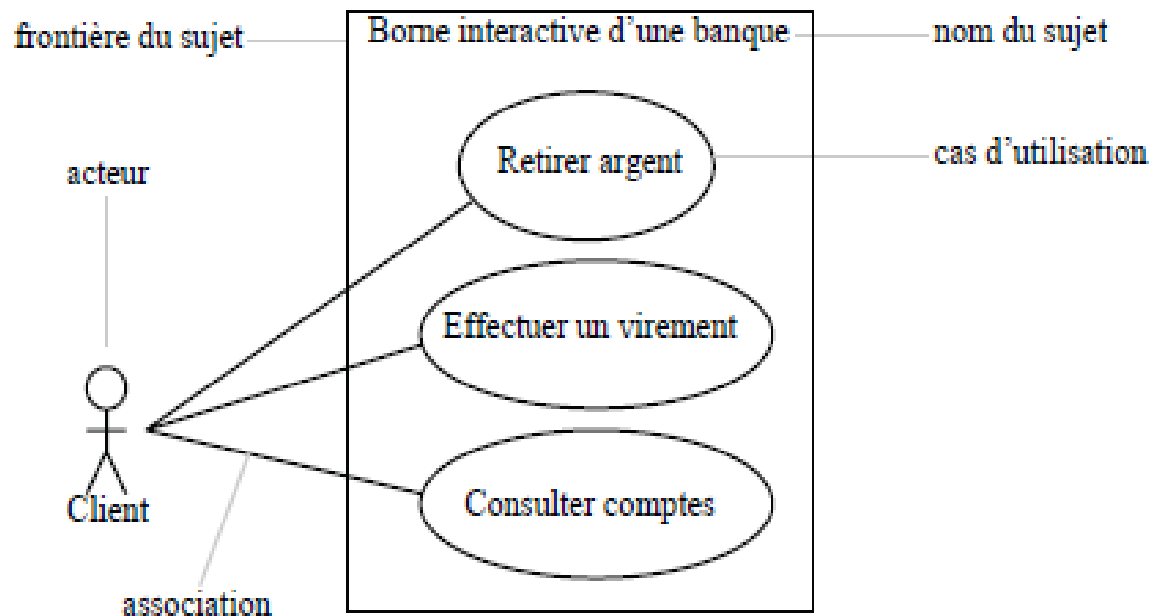 frontière du sujet
Borne interactive d'une banque
nom du sujet
Retirer argent
cas d'utilisation
acteur
Effectuer un virement
Client
Consulter comptes
association